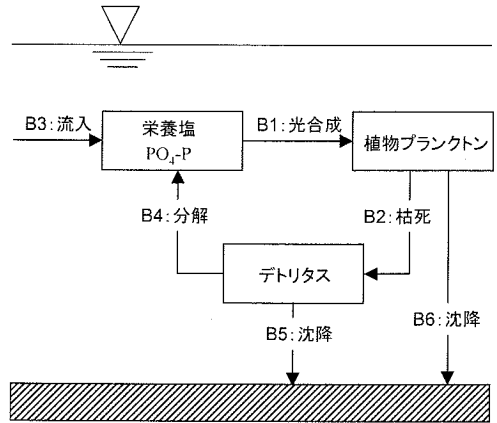 B3:流入
栄養塩
PO₄-P
B1:光合成
植物プランクトン
B4:分解
B2:枯死
デトリタス
B5:沈降
B6:沈降